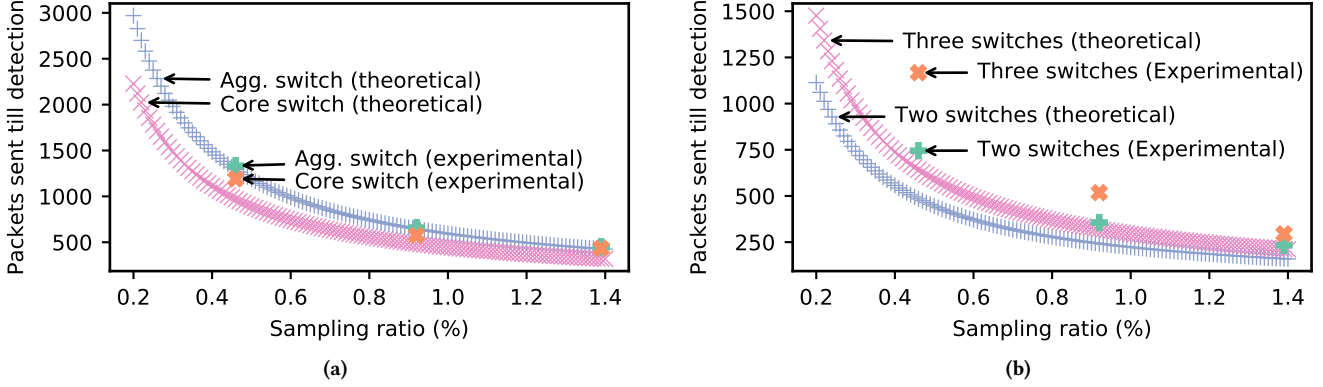 Packets sent till detection
3000
2500
2000
1500
1000
500
Agg. switch (theoretical)
Core switch (theoretical)
Agg. switch (experimental)
Core switch (experimental)
0.2 0.4 0.6 0.8 1.0 1.2 1.4
Sampling ratio (%)
(a)
Packets sent till detection
1500
1250
1000
750
500
250
Three switches (theoretical)
Three switches (Experimental)
Two switches (theoretical)
Two switches (Experimental)
0.2 0.4 0.6 0.8 1.0 1.2 1.4
Sampling ratio (%)
(b)